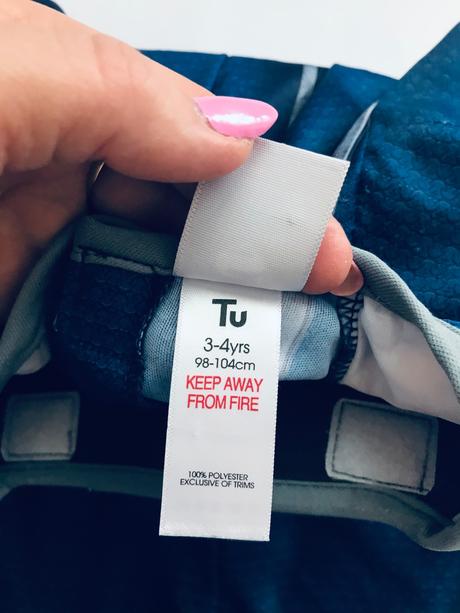 Tu
3-4yrs
98-104cm
KEEP AWAY
FROM FIRE
100% POLYESTER
EXCLUSIVE OF TRIMS